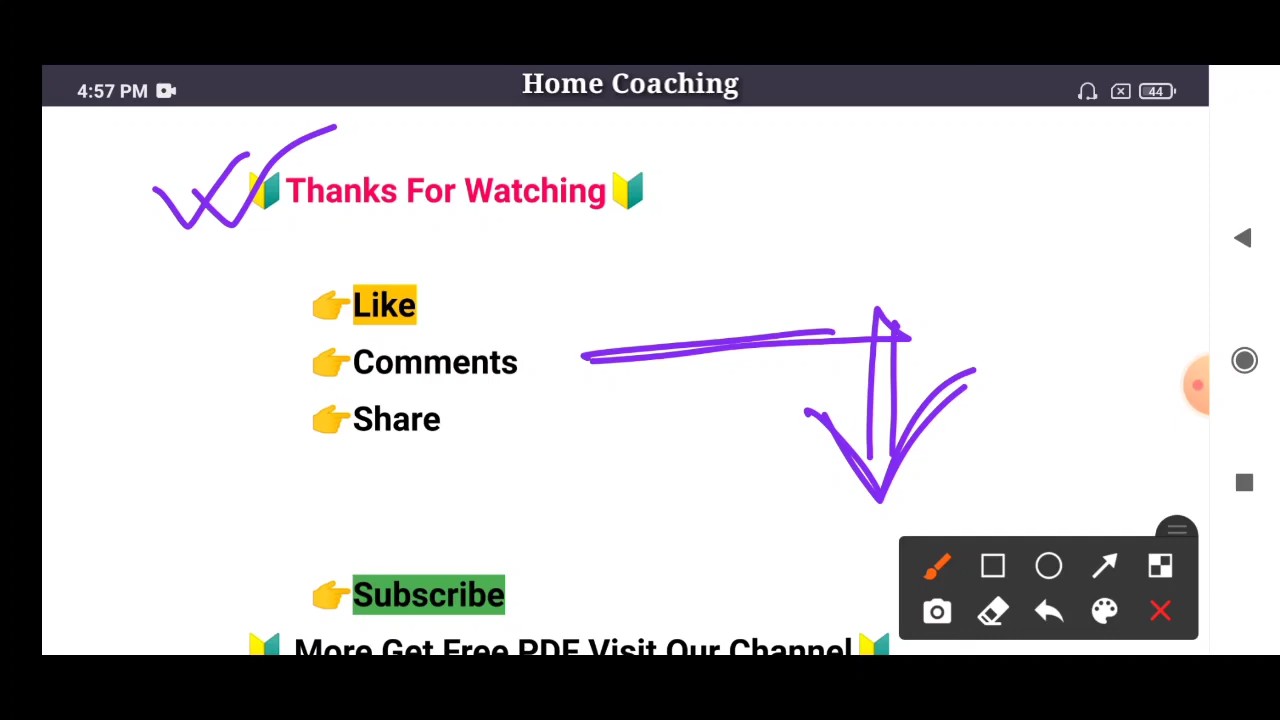 Home Coaching
4:57 PM
44
Thanks For Watching
Like
Comments
Share
Subscribe
More Get Free PDF Visit Our Channel